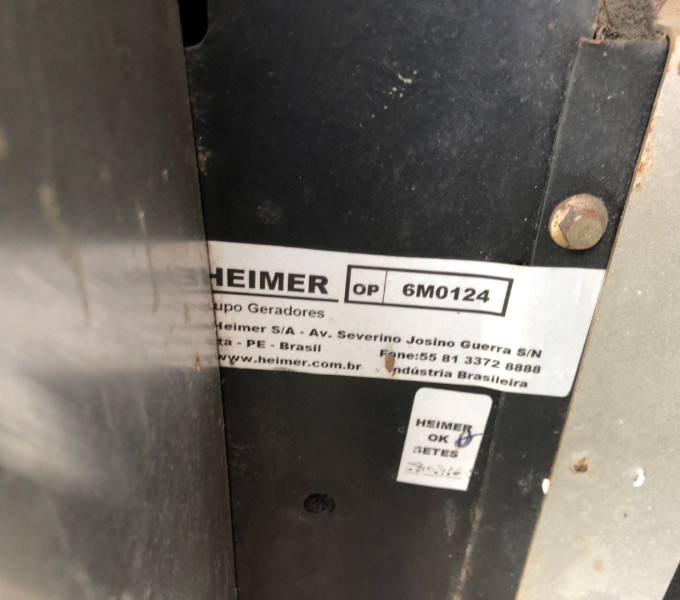 HEIMER OP 6M0124
upo Geradores
Heimer S/A - Av. Severino Josino Guerra S/N
ta - PE - Brasil Fone:55 81 3372 8888
www.heimer.com.br Indústria Brasileira
HEIMER
OK
SETES